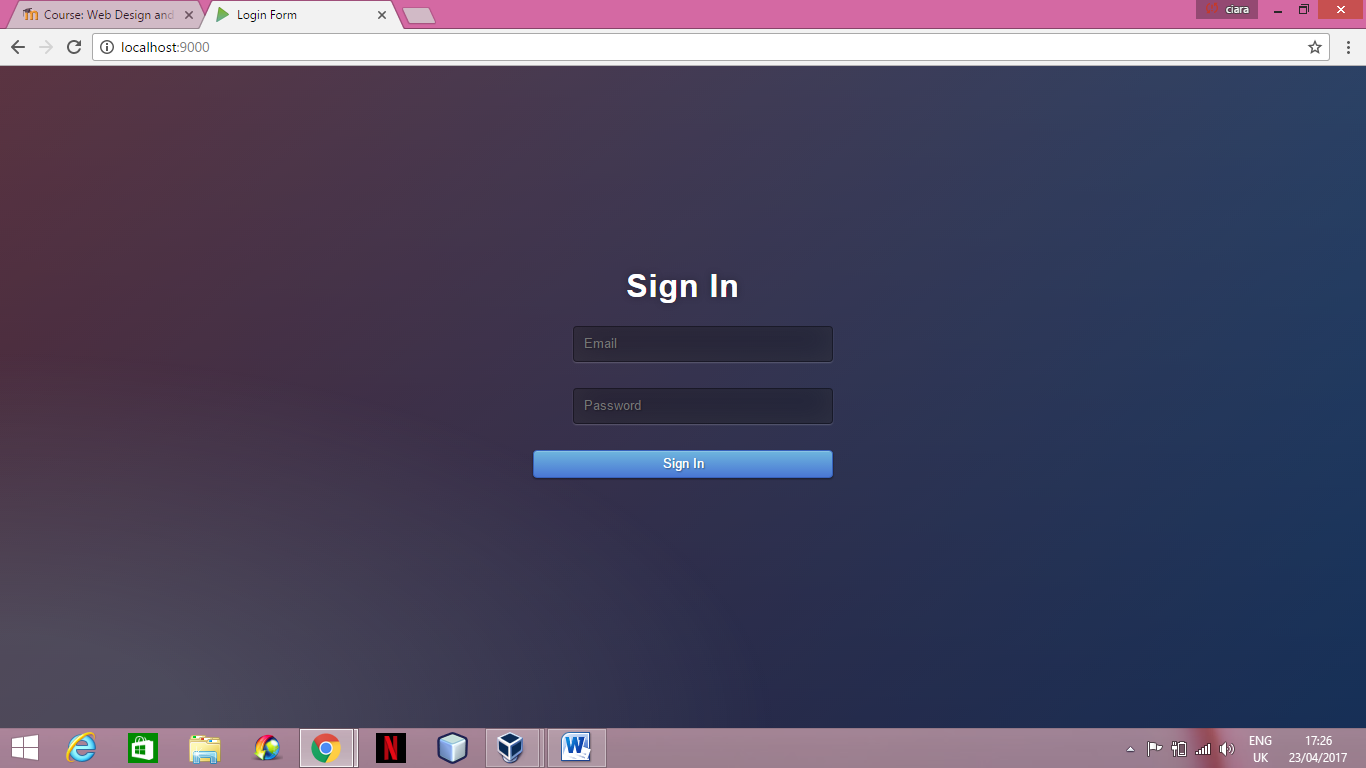 Course: Web Design and
Login Form
ciara
localhost:9000
Sign In
Email
Password
Sign In
ENG
UK
17:26
23/04/2017